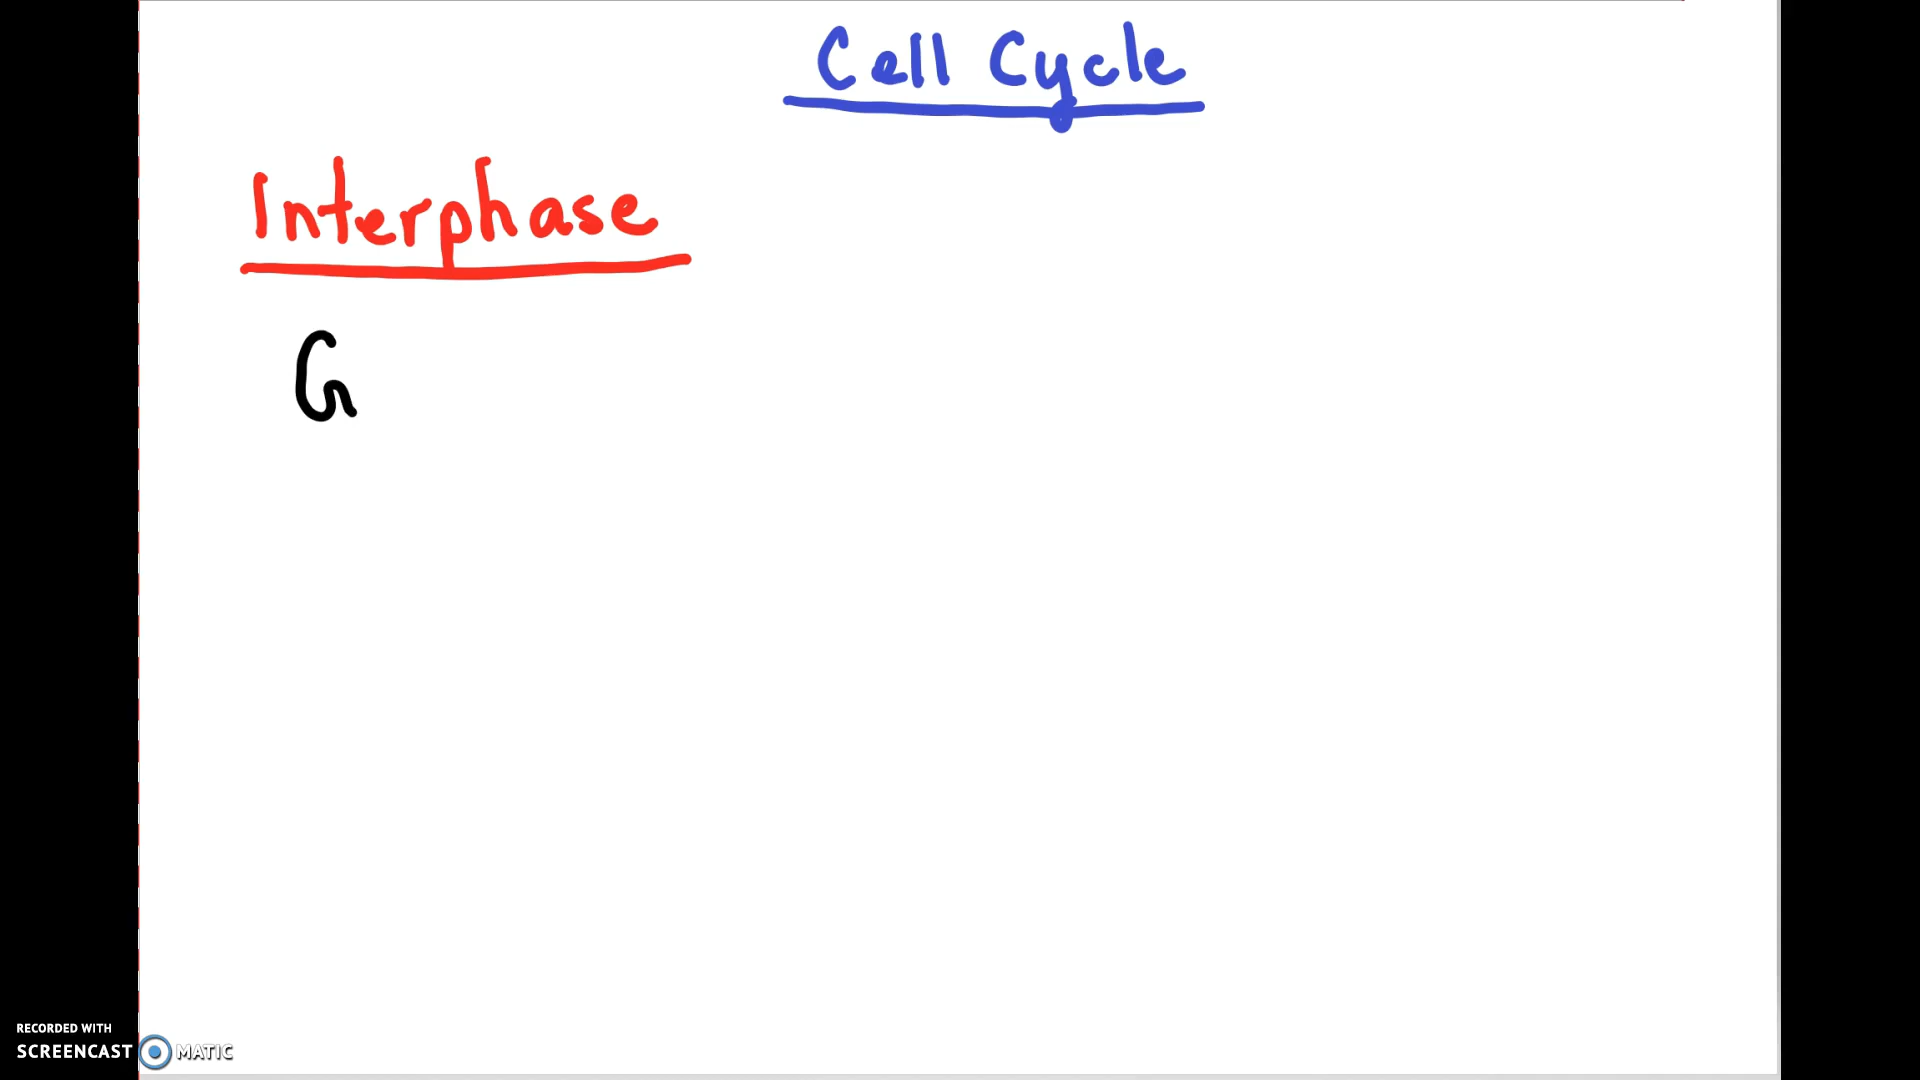 Cell Cycle
Interphase
G
RECORDED WITH
SCREENCAST MATIC